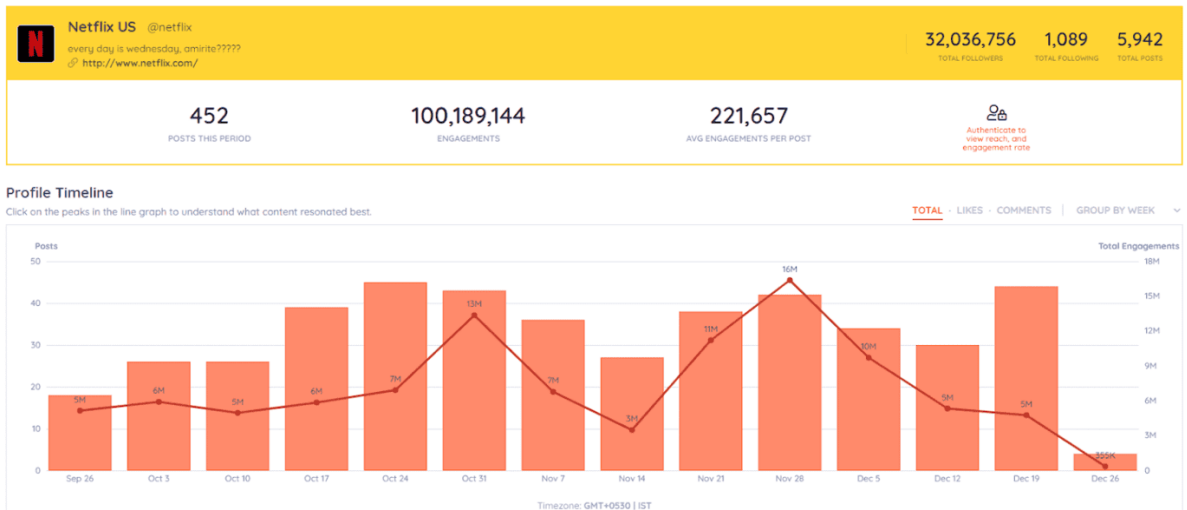 Netflix US @netflix
every day is wednesday, amirite?????
http://www.netflix.com/
32,036,756 1,089 5,942
TOTAL FOLLOWERS TOTAL FOLLOWING TOTAL POSTS
N
452 100,189,144 221,657
POSTS THIS PERIOD ENGAGEMENTS AVG ENGAGEMENTS PER POST
Authenticate to
view reach, and
engagement rate
Profile Timeline
Click on the peaks in the line graph to understand what content resonated best.
TOTAL · LIKES · COMMENTS | GROUP BY WEEK
Posts Total Engagements
50 18M
16M
40 15M
13M
30 12M
11M
10M
9M
20 6M
7M
7M
6M
6M
5M
5M
5M
5M
10 3M
3M
355K
0 0
Sep 26 Oct 3 Oct 10 Oct 17 Oct 24 Oct 31 Nov 7 Nov 14 Nov 21 Nov 28 Dec 5 Dec 12 Dec 19 Dec 26
Timezone: GMT+0530 | IST